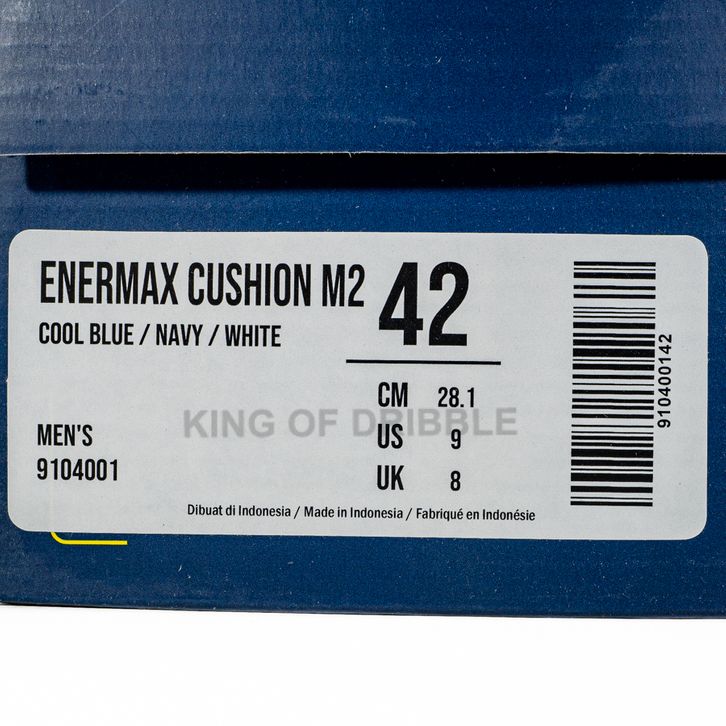 ENERMAX CUSHION M2
COOL BLUE / NAVY / WHITE
42
CM 28.1
US 9
UK 8
KING OF DRIBBLE
MEN'S
9104001
Dibuat di Indonesia / Made in Indonesia / Fabriqué en Indonésie
910400142